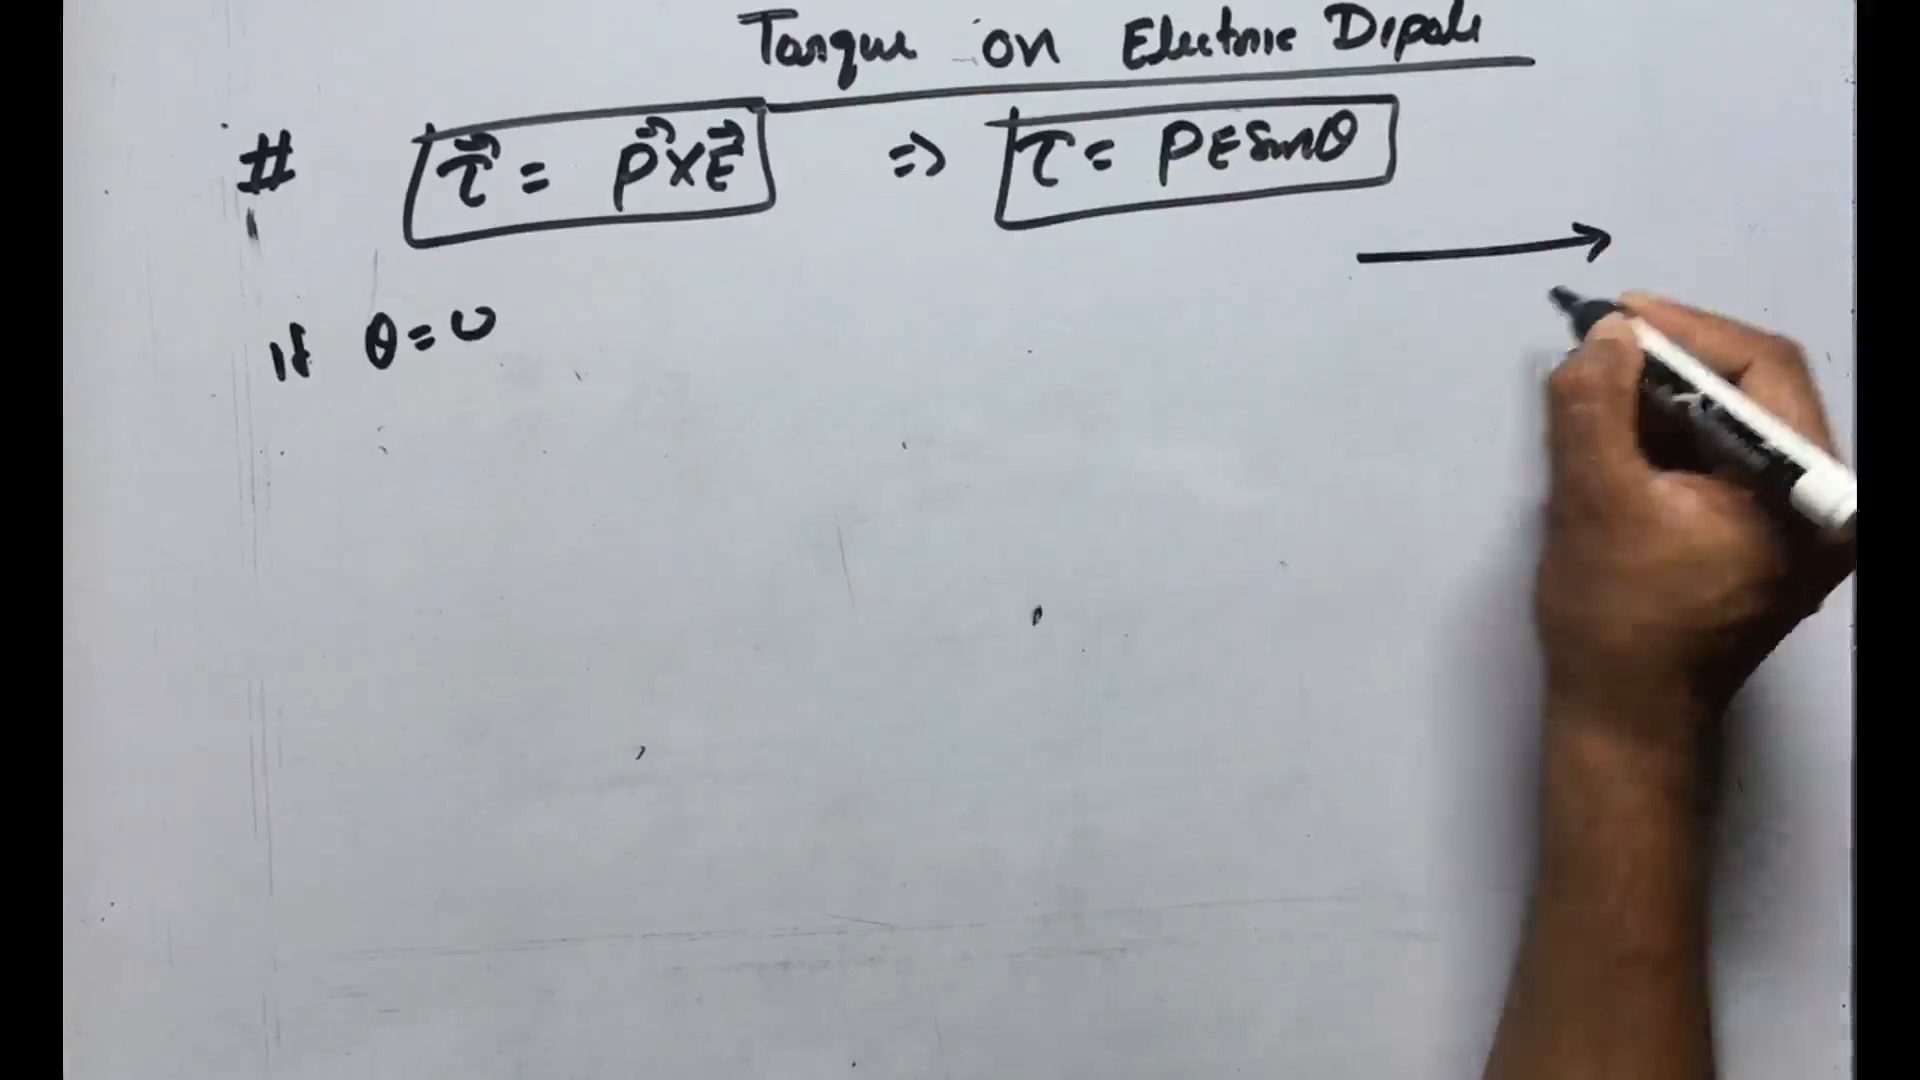 Torque on Electric Dipole
# τ⃗ = P⃗ × E⃗ ⇒ τ = PE sinθ
if θ = 0